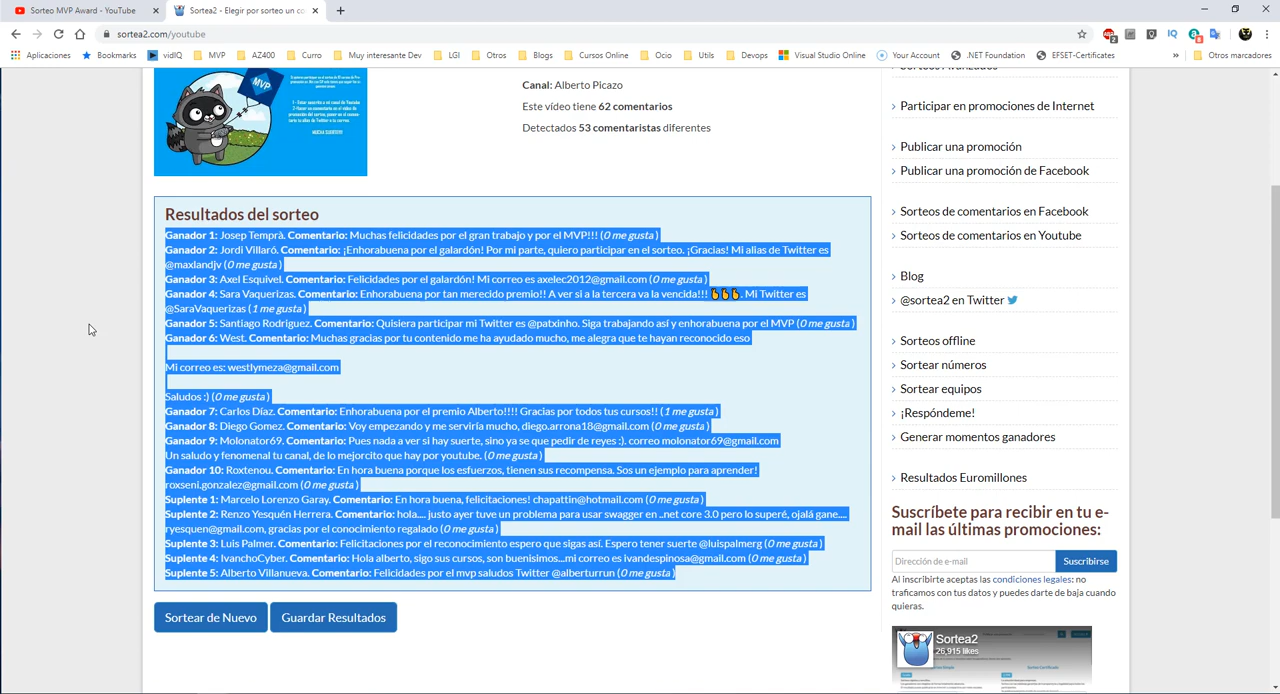 Sorteo MVP Award - YouTube
Sortea2 - Elegir por sorteo un co
sortea2.com/youtube
Aplicaciones
Bookmarks
vidIQ
MVP
AZ400
Curro
Muy interesante Dev
LGI
Otros
Blogs
Cursos Online
Ocio
Utils
Devops
Visual Studio Online
Your Account
.NET Foundation
EFSET-Certificates
»
Otros marcadores
MVP
MUCHA SUERTE!!!
Canal: Alberto Picazo
Este vídeo tiene 62 comentarios
Detectados 53 comentaristas diferentes
Resultados del sorteo
Ganador 1: Josep Temprà. Comentario: Muchas felicidades por el gran trabajo y por el MVP!!! (0 me gusta )
Ganador 2: Jordi Villaró. Comentario: ¡Enhorabuena por el galardón! Por mi parte, quiero participar en el sorteo. ¡Gracias! Mi alias de Twitter es
@maxlandjv (0 me gusta )
Ganador 3: Axel Esquivel. Comentario: Felicidades por el galardón! Mi correo es axelec2012@gmail.com (0 me gusta )
Ganador 4: Sara Vaquerizas. Comentario: Enhorabuena por tan merecido premio!! A ver si a la tercera va la vencida!!! . Mi Twitter es
@SaraVaquerizas (1 me gusta )
Ganador 5: Santiago Rodríguez. Comentario: Quisiera participar mi Twitter es @patxinho. Siga trabajando así y enhorabuena por el MVP (0 me gusta )
Ganador 6: West. Comentario: Muchas gracias por tu contenido me ha ayudado mucho, me alegra que te hayan reconocido eso
Mi correo es: westlymeza@gmail.com
Saludos :) (0 me gusta )
Ganador 7: Carlos Díaz. Comentario: Enhorabuena por el premio Alberto!!!! Gracias por todos tus cursos!! (1 me gusta )
Ganador 8: Diego Gomez. Comentario: Voy empezando y me serviría mucho, diego.arrona18@gmail.com (0 me gusta )
Ganador 9: Molonator69. Comentario: Pues nada a ver si hay suerte, sino ya se que pedir de reyes ;). correo molonator69@gmail.com
Un saludo y fenomenal tu canal, de lo mejorcito que hay por youtube. (0 me gusta )
Ganador 10: Roxtenou. Comentario: En hora buena porque los esfuerzos, tienen sus recompensa. Sos un ejemplo para aprender!
roxseni.gonzalez@gmail.com (0 me gusta )
Suplente 1: Marcelo Lorenzo Garay. Comentario: En hora buena, felicitaciones! chapattin@hotmail.com (0 me gusta )
Suplente 2: Renzo Yesquén Herrera. Comentario: hola.... justo ayer tuve un problema para usar swagger en ..net core 3.0 pero lo superé, ojalá gane....
ryesquen@gmail.com, gracias por el conocimiento regalado (0 me gusta )
Suplente 3: Luis Palmer. Comentario: Felicitaciones por el reconocimiento espero que sigas así. Espero tener suerte @luispalmerg (0 me gusta )
Suplente 4: IvanchoCyber. Comentario: Hola alberto, sigo sus cursos, son buenisimos...mi correo es ivandespinosa@gmail.com (0 me gusta )
Suplente 5: Alberto Villanueva. Comentario: Felicidades por el mvp saludos Twitter @alberturrun (0 me gusta )
Sortear de Nuevo
Guardar Resultados
Participar en promociones de Internet
Publicar una promoción
Publicar una promoción de Facebook
Sorteos de comentarios en Facebook
Sorteos de comentarios en Youtube
Blog
@sortea2 en Twitter
Sorteos offline
Sortear números
Sortear equipos
¡Respóndeme!
Generar momentos ganadores
Resultados Euromillones
Suscríbete para recibir en tu e-
mail las últimas promociones:
Dirección de e-mail
Suscribirse
Al inscribirte aceptas las condiciones legales: no
traficamos con tus datos y puedes darte de baja cuando
quieras.
Sortea2
26,915 likes